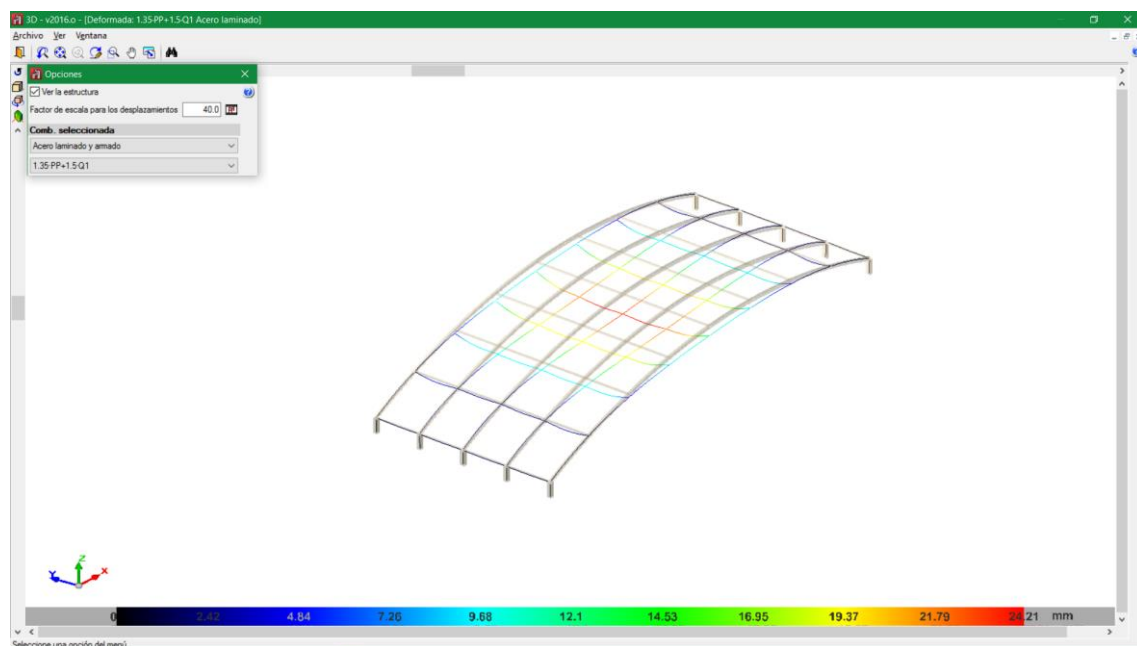 3D - v2016.o - [Deformada: 1.35·PP+1.5·Q1 Acero laminado]
Archivo Ver Ventana
Opciones
Ver la estructura
Factor de escala para los desplazamientos 40.0
Comb. seleccionada
Acero laminado y armado
1.35·PP+1.5·Q1
Z
Y X
0 2.42 4.84 7.26 9.68 12.1 14.53 16.95 19.37 21.79 24.21 mm
Seleccione una opción del menú